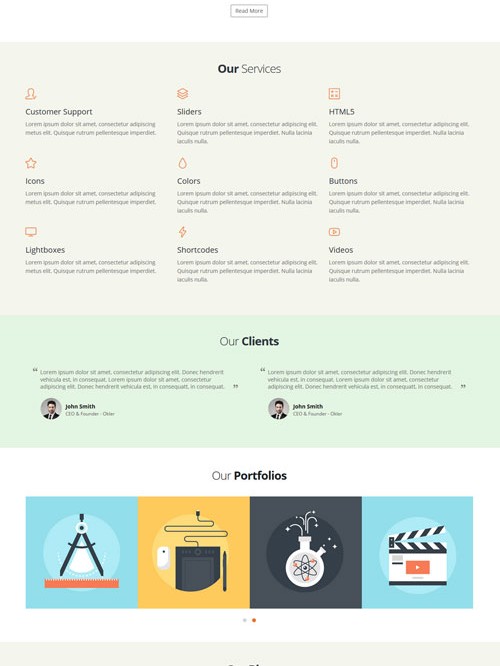 Read More
Our Services
Customer Support
Lorem ipsum dolor sit amet, consectetur adipiscing
metus elit. Quisque rutrum pellentesque imperdiet.
Sliders
Lorem ipsum dolor sit amet, consectetur adipiscing elit.
Quisque rutrum pellentesque imperdiet. Nulla lacinia
iaculis nulla.
HTML5
Lorem ipsum dolor sit amet, consectetur adipiscing elit.
Quisque rutrum pellentesque imperdiet. Nulla lacinia
iaculis nulla.
Icons
Lorem ipsum dolor sit amet, consectetur adipiscing
metus elit. Quisque rutrum pellentesque imperdiet.
Colors
Lorem ipsum dolor sit amet, consectetur adipiscing elit.
Quisque rutrum pellentesque imperdiet. Nulla lacinia
iaculis nulla.
Buttons
Lorem ipsum dolor sit amet, consectetur adipiscing elit.
Quisque rutrum pellentesque imperdiet. Nulla lacinia
iaculis nulla.
Lightboxes
Lorem ipsum dolor sit amet, consectetur adipiscing
metus elit. Quisque rutrum pellentesque imperdiet.
Shortcodes
Lorem ipsum dolor sit amet, consectetur adipiscing elit.
Quisque rutrum pellentesque imperdiet. Nulla lacinia
iaculis nulla.
Videos
Lorem ipsum dolor sit amet, consectetur adipiscing elit.
Quisque rutrum pellentesque imperdiet. Nulla lacinia
iaculis nulla.
Our Clients
“ Lorem ipsum dolor sit amet, consectetur adipiscing elit. Donec hendrerit
vehicula est, in consequat. Lorem ipsum dolor sit amet, consectetur
adipiscing elit. Donec hendrerit vehicula est, in consequat, in consequat. ”
John Smith
CEO & Founder - Okler
“ Lorem ipsum dolor sit amet, consectetur adipiscing elit. Donec hendrerit
vehicula est, in consequat. Lorem ipsum dolor sit amet, consectetur
adipiscing elit. Donec hendrerit vehicula est, in consequat, in consequat. ”
John Smith
CEO & Founder - Okler
Our Portfolios